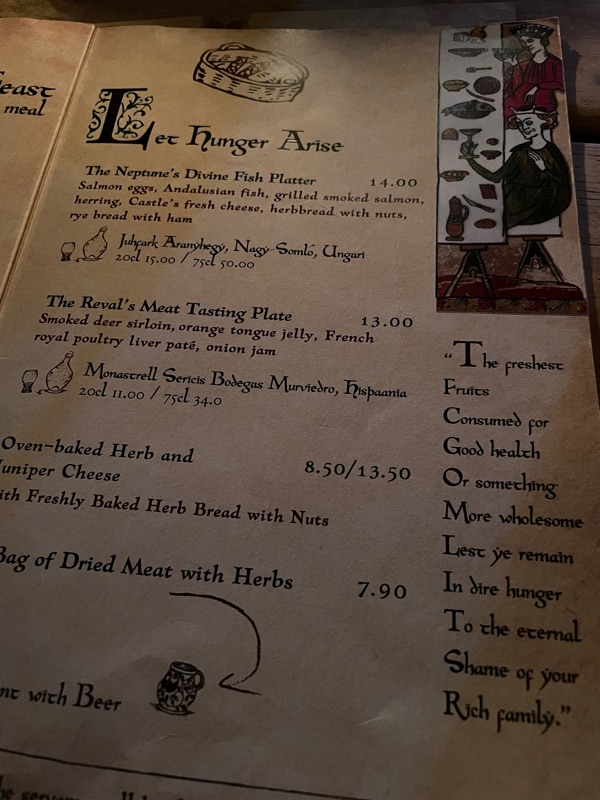 east
meal
Let Hunger Arise
The Neptune's Divine Fish Platter 14.00
Salmon eggs, Andalusian fish, grilled smoked salmon,
herring, Castle's fresh cheese, herbbread with nuts,
rye bread with ham
Juhfark Aranyhegy, Nagy-Somló, Ungari
20cl 15.00 / 75cl 50.00
The Reval's Meat Tasting Plate 13.00
Smoked deer sirloin, orange tongue jelly, French
royal poultry liver paté, onion jam
Monastrell Sericis Bodegas Murviedro, Hispaania
20cl 11.00 / 75cl 34.0
Oven-baked Herb and
Juniper Cheese 8.50/13.50
ith Freshly Baked Herb Bread with Nuts
Bag of Dried Meat with Herbs 7.90
nt with Beer
"The freshest
Fruits
Consumed for
Good health
Or something
More wholesome
Lest ye remain
In dire hunger
To the eternal
Shame of your
Rich family."